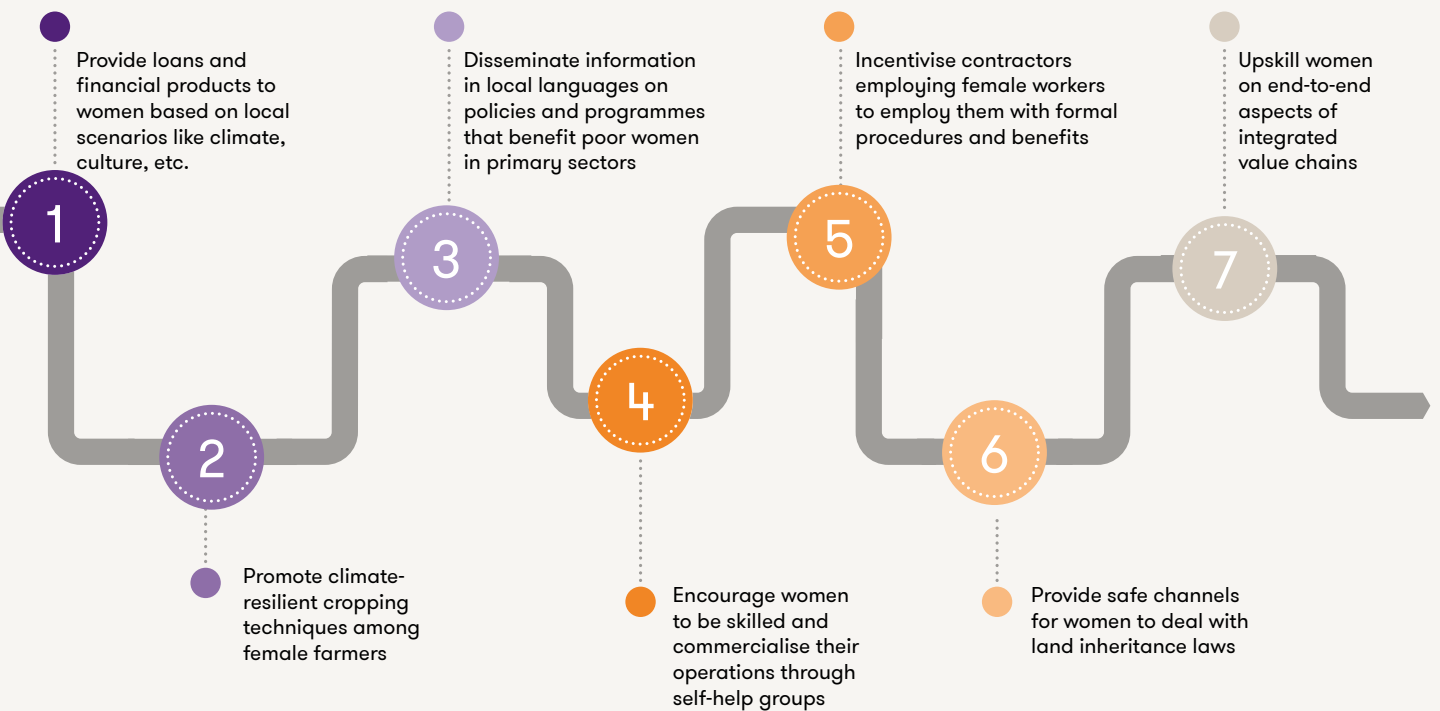 1
Provide loans and
financial products to
women based on local
scenarios like climate,
culture, etc.
2
Promote climate-
resilient cropping
techniques among
female farmers
3
Disseminate information
in local languages on
policies and programmes
that benefit poor women
in primary sectors
4
Encourage women
to be skilled and
commercialise their
operations through
self-help groups
5
Incentivise contractors
employing female workers
to employ them with formal
procedures and benefits
6
Provide safe channels
for women to deal with
land inheritance laws
7
Upskill women
on end-to-end
aspects of
integrated
value chains